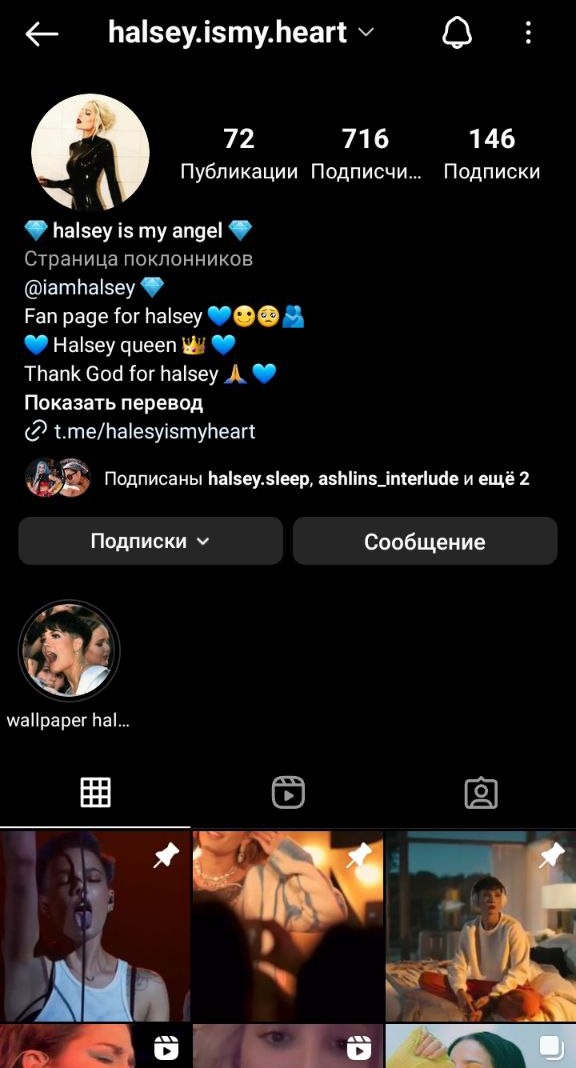 halsey.ismy.heart
72 716 146
Публикации Подписчи... Подписки
💎 halsey is my angel 💎
Страница поклонников
@iamhalsey 💎
Fan page for halsey 💙🙂🥺🫂
💙 Halsey queen 👑 💙
Thank God for halsey 🙏 💙
Показать перевод
t.me/halesyismyheart
Подписаны halsey.sleep, ashlins_interlude и ещё 2
Подписки Сообщение
wallpaper hal...